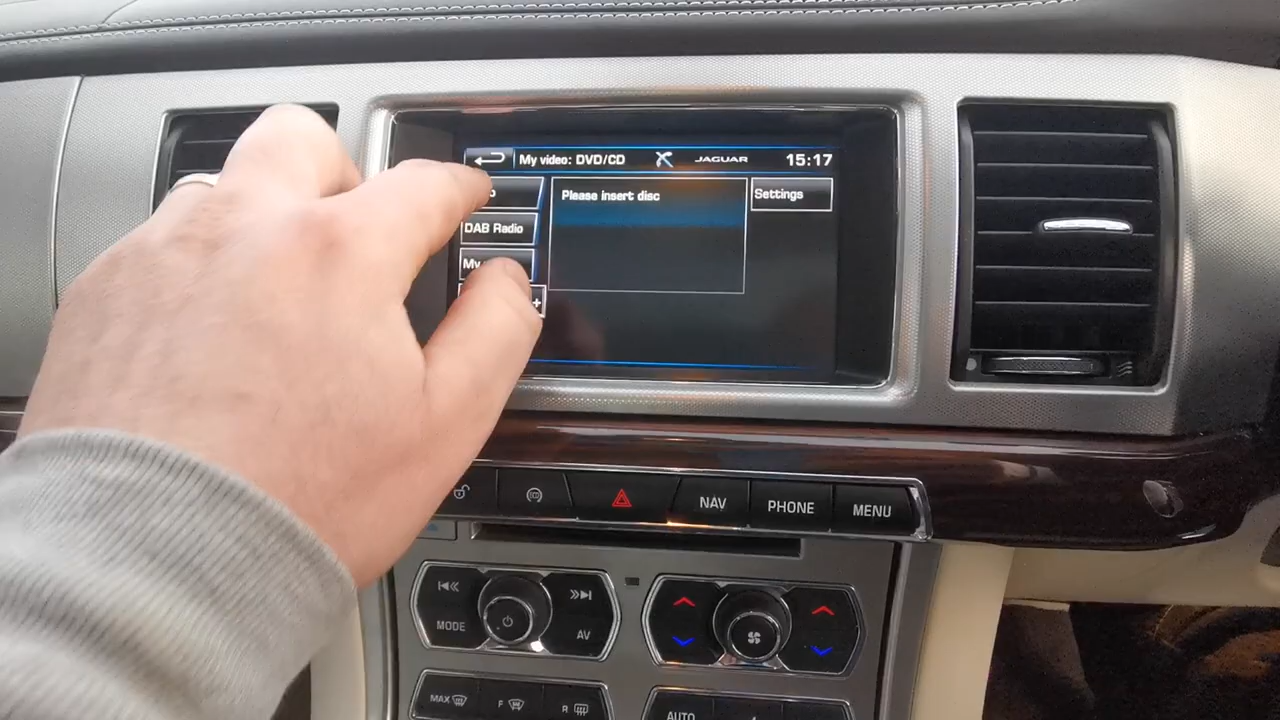 My video: DVD/CD JAGUAR 15:17
Please insert disc
Settings
DAB Radio
My
+
NAV PHONE MENU
MODE
AV
MAX
F
R
AUTO